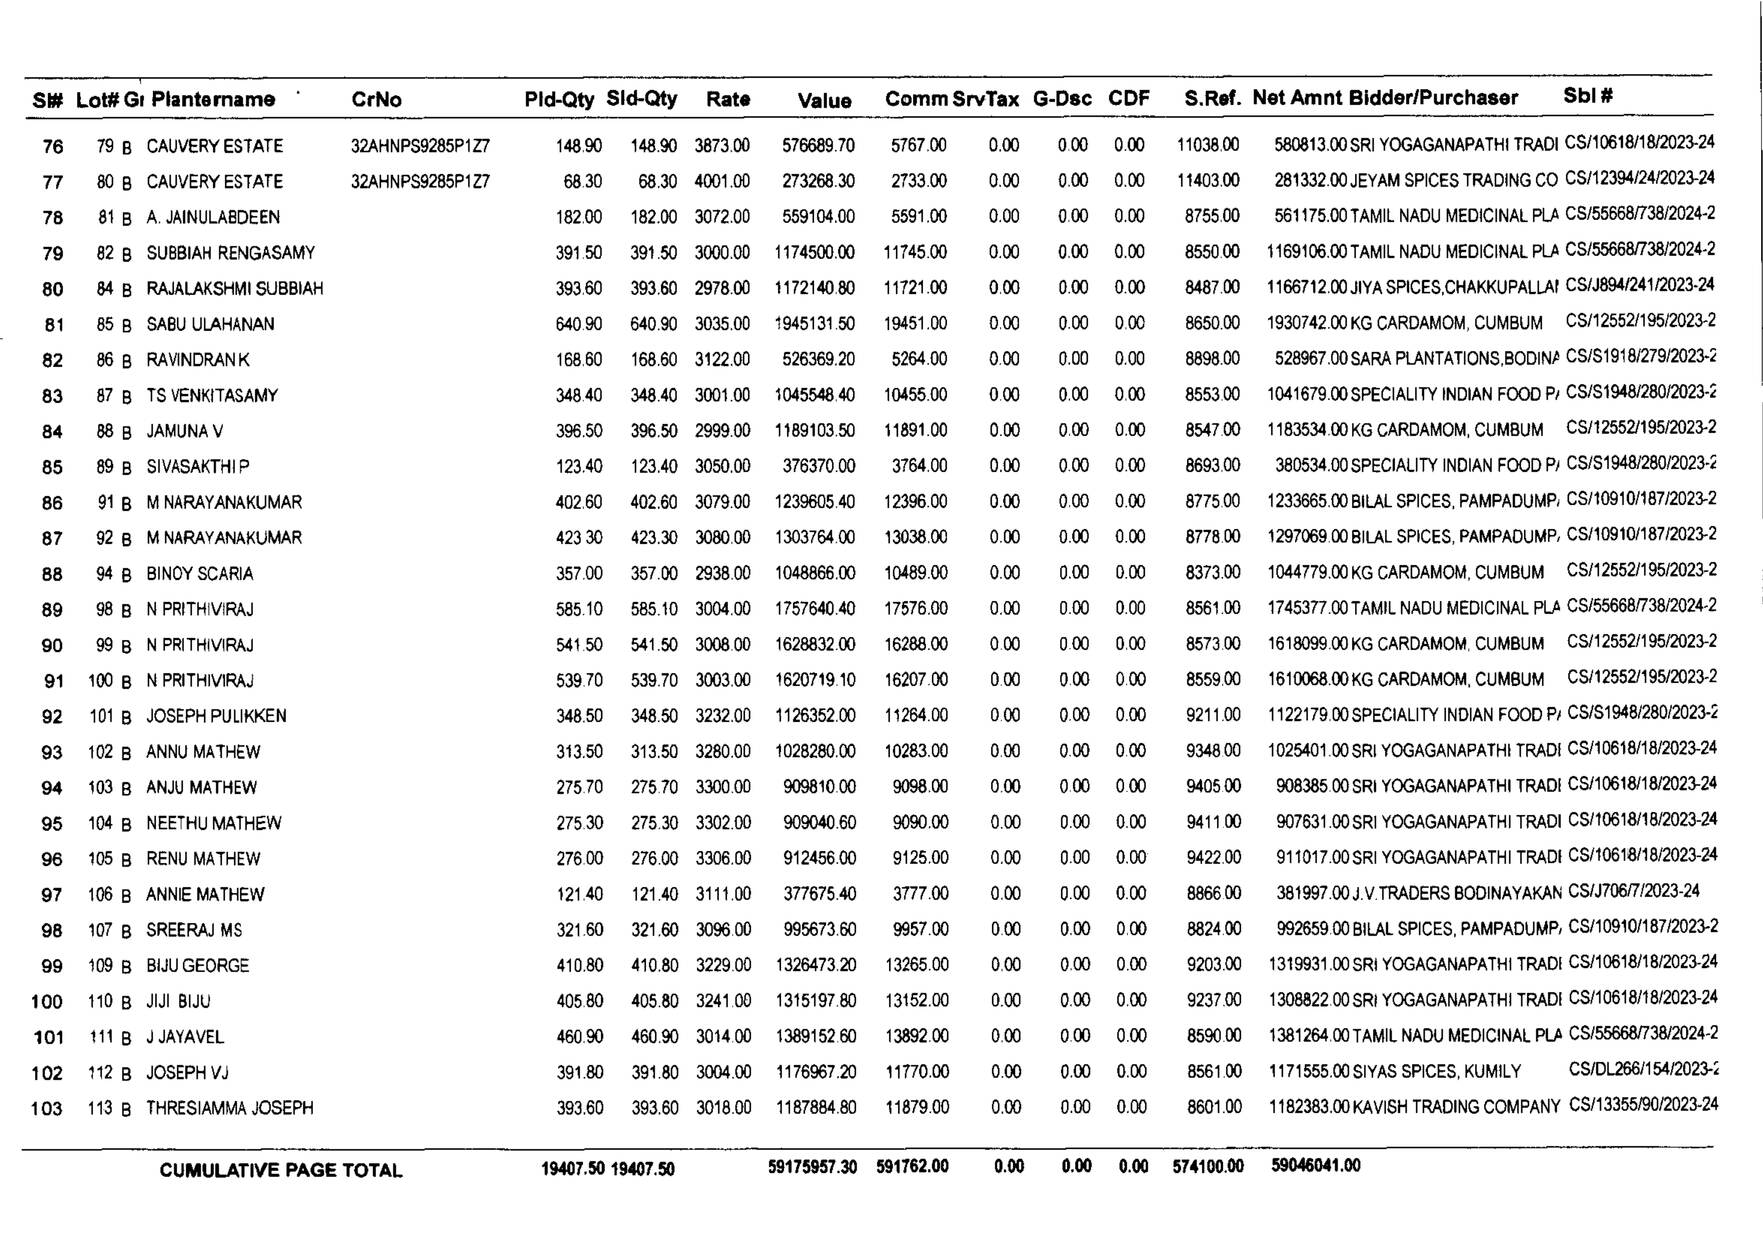 Sl# Lot# Gr Plantername CrNo Pld-Qty Sld-Qty Rate Value Comm SrvTax G-Dsc CDF S.Ref. Net Amnt Bidder/Purchaser Sbl #
76 79 B CAUVERY ESTATE 32AHNPS9285P1Z7 148.90 148.90 3873.00 576689.70 5767.00 0.00 0.00 0.00 11038.00 580813.00 SRI YOGAGANAPATHI TRADI CS/10618/18/2023-24
77 80 B CAUVERY ESTATE 32AHNPS9285P1Z7 68.30 68.30 4001.00 273268.30 2733.00 0.00 0.00 0.00 11403.00 281332.00 JEYAM SPICES TRADING CO CS/12394/24/2023-24
78 81 B A. JAINULABDEEN 182.00 182.00 3072.00 559104.00 5591.00 0.00 0.00 0.00 8755.00 561175.00 TAMIL NADU MEDICINAL PLA CS/55668/738/2024-2
79 82 B SUBBIAH RENGASAMY 391.50 391.50 3000.00 1174500.00 11745.00 0.00 0.00 0.00 8550.00 1169106.00 TAMIL NADU MEDICINAL PLA CS/55668/738/2024-2
80 84 B RAJALAKSHMI SUBBIAH 393.60 393.60 2978.00 1172140.80 11721.00 0.00 0.00 0.00 8487.00 1166712.00 JIYA SPICES,CHAKKUPALLAI CS/J894/241/2023-24
81 85 B SABU ULAHANAN 640.90 640.90 3035.00 1945131.50 19451.00 0.00 0.00 0.00 8650.00 1930742.00 KG CARDAMOM, CUMBUM CS/12552/195/2023-2
82 86 B RAVINDRAN K 168.60 168.60 3122.00 526369.20 5264.00 0.00 0.00 0.00 8898.00 528967.00 SARA PLANTATIONS,BODINA CS/S1918/279/2023-2
83 87 B TS VENKITASAMY 348.40 348.40 3001.00 1045548.40 10455.00 0.00 0.00 0.00 8553.00 1041679.00 SPECIALITY INDIAN FOOD PA CS/S1948/280/2023-2
84 88 B JAMUNA V 396.50 396.50 2999.00 1189103.50 11891.00 0.00 0.00 0.00 8547.00 1183534.00 KG CARDAMOM, CUMBUM CS/12552/195/2023-2
85 89 B SIVASAKTHI P 123.40 123.40 3050.00 376370.00 3764.00 0.00 0.00 0.00 8693.00 380534.00 SPECIALITY INDIAN FOOD PA CS/S1948/280/2023-2
86 91 B M NARAYANAKUMAR 402.60 402.60 3079.00 1239605.40 12396.00 0.00 0.00 0.00 8775.00 1233665.00 BILAL SPICES, PAMPADUMP, CS/10910/187/2023-2
87 92 B M NARAYANAKUMAR 423 30 423.30 3080.00 1303764.00 13038.00 0.00 0.00 0.00 8778.00 1297069.00 BILAL SPICES, PAMPADUMP, CS/10910/187/2023-2
88 94 B BINOY SCARIA 357.00 357.00 2938.00 1048866.00 10489.00 0.00 0.00 0.00 8373.00 1044779.00 KG CARDAMOM, CUMBUM CS/12552/195/2023-2
89 98 B N PRITHIVIRAJ 585.10 585.10 3004.00 1757640.40 17576.00 0.00 0.00 0.00 8561.00 1745377.00 TAMIL NADU MEDICINAL PLA CS/55668/738/2024-2
90 99 B N PRITHIVIRAJ 541.50 541.50 3008.00 1628832.00 16288.00 0.00 0.00 0.00 8573.00 1618099.00 KG CARDAMOM, CUMBUM CS/12552/195/2023-2
91 100 B N PRITHIVIRAJ 539.70 539.70 3003.00 1620719.10 16207.00 0.00 0.00 0.00 8559.00 1610068.00 KG CARDAMOM, CUMBUM CS/12552/195/2023-2
92 101 B JOSEPH PULIKKEN 348.50 348.50 3232.00 1126352.00 11264.00 0.00 0.00 0.00 9211.00 1122179.00 SPECIALITY INDIAN FOOD PA CS/S1948/280/2023-2
93 102 B ANNU MATHEW 313.50 313.50 3280.00 1028280.00 10283.00 0.00 0.00 0.00 9348.00 1025401.00 SRI YOGAGANAPATHI TRADI CS/10618/18/2023-24
94 103 B ANJU MATHEW 275.70 275.70 3300.00 909810.00 9098.00 0.00 0.00 0.00 9405.00 908385.00 SRI YOGAGANAPATHI TRADI CS/10618/18/2023-24
95 104 B NEETHU MATHEW 275.30 275.30 3302.00 909040.60 9090.00 0.00 0.00 0.00 9411.00 907631.00 SRI YOGAGANAPATHI TRADI CS/10618/18/2023-24
96 105 B RENU MATHEW 276.00 276.00 3306.00 912456.00 9125.00 0.00 0.00 0.00 9422.00 911017.00 SRI YOGAGANAPATHI TRADI CS/10618/18/2023-24
97 106 B ANNIE MATHEW 121.40 121.40 3111.00 377675.40 3777.00 0.00 0.00 0.00 8866.00 381997.00 J.V.TRADERS BODINAYAKAN CS/J706/7/2023-24
98 107 B SREERAJ MS 321.60 321.60 3096.00 995673.60 9957.00 0.00 0.00 0.00 8824.00 992659.00 BILAL SPICES, PAMPADUMP, CS/10910/187/2023-2
99 109 B BIJU GEORGE 410.80 410.80 3229.00 1326473.20 13265.00 0.00 0.00 0.00 9203.00 1319931.00 SRI YOGAGANAPATHI TRADI CS/10618/18/2023-24
100 110 B JIJI BIJU 405.80 405.80 3241.00 1315197.80 13152.00 0.00 0.00 0.00 9237.00 1308822.00 SRI YOGAGANAPATHI TRADI CS/10618/18/2023-24
101 111 B J JAYAVEL 460.90 460.90 3014.00 1389152.60 13892.00 0.00 0.00 0.00 8590.00 1381264.00 TAMIL NADU MEDICINAL PLA CS/55668/738/2024-2
102 112 B JOSEPH VJ 391.80 391.80 3004.00 1176967.20 11770.00 0.00 0.00 0.00 8561.00 1171555.00 SIYAS SPICES, KUMILY CS/DL266/154/2023-2
103 113 B THRESIAMMA JOSEPH 393.60 393.60 3018.00 1187884.80 11879.00 0.00 0.00 0.00 8601.00 1182383.00 KAVISH TRADING COMPANY CS/13355/90/2023-24
CUMULATIVE PAGE TOTAL 19407.50 19407.50 59175957.30 591762.00 0.00 0.00 0.00 574100.00 59046041.00